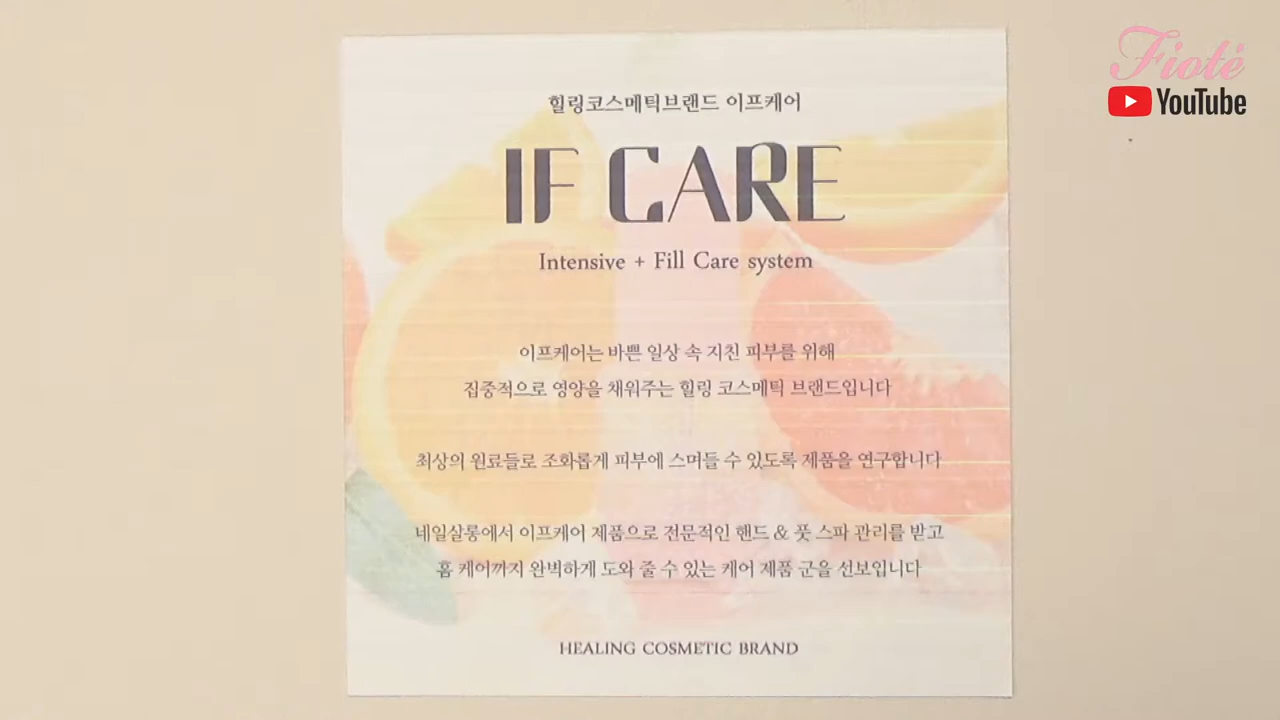 Fiotè
YouTube
힐링코스메틱브랜드 이프케어
IF CARE
Intensive + Fill Care system
이프케어는 바쁜 일상 속 지친 피부를 위해
집중적으로 영양을 채워주는 힐링 코스메틱 브랜드입니다
최상의 원료들로 조화롭게 피부에 스며들 수 있도록 제품을 연구합니다
네일살롱에서 이프케어 제품으로 전문적인 핸드 & 풋 스파 관리를 받고
홈 케어까지 완벽하게 도와 줄 수 있는 케어 제품 군을 선보입니다
HEALING COSMETIC BRAND